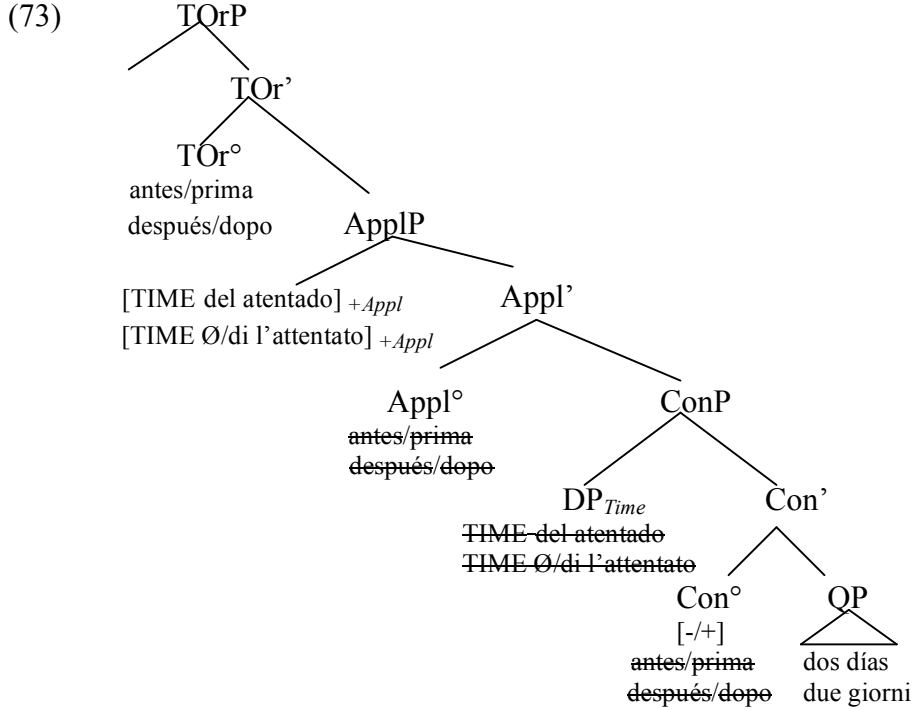 (73) TOrP
TOr’
TOr°
antes/prima
después/dopo
ApplP
[TIME del atentado] +Appl
[TIME Ø/di l’attentato] +Appl
Appl’
Appl°
antes/prima
después/dopo
ConP
DPTime
TIME del atentado
TIME Ø/di l’attentato
Con’
Con°
[-/+]
antes/prima
después/dopo
QP
dos días
due giorni